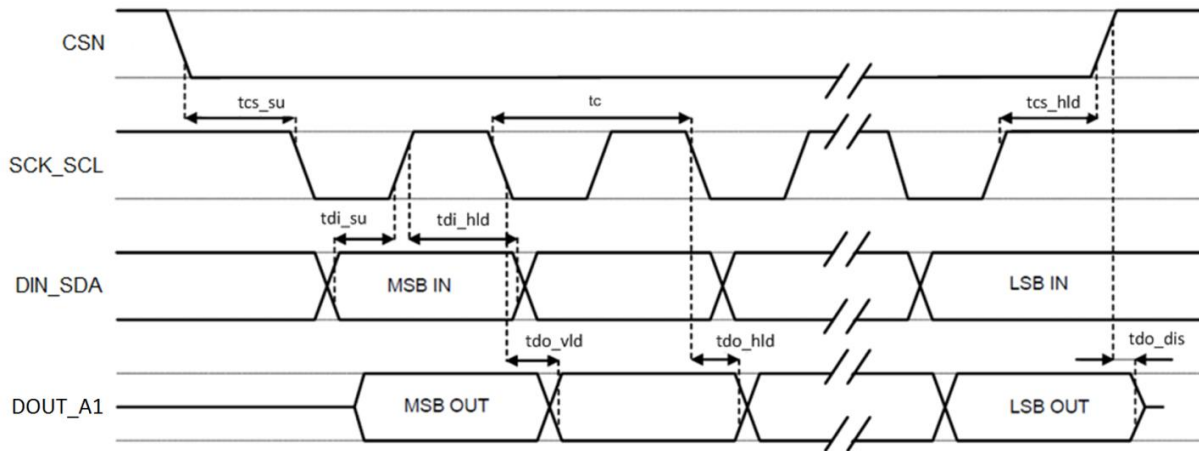 CSN
tcs_su
tc
tcs_hld
SCK_SCL
tdi_su
tdi_hld
DIN_SDA
MSB IN
LSB IN
tdo_vld
tdo_hld
tdo_dis
DOUT_A1
MSB OUT
LSB OUT